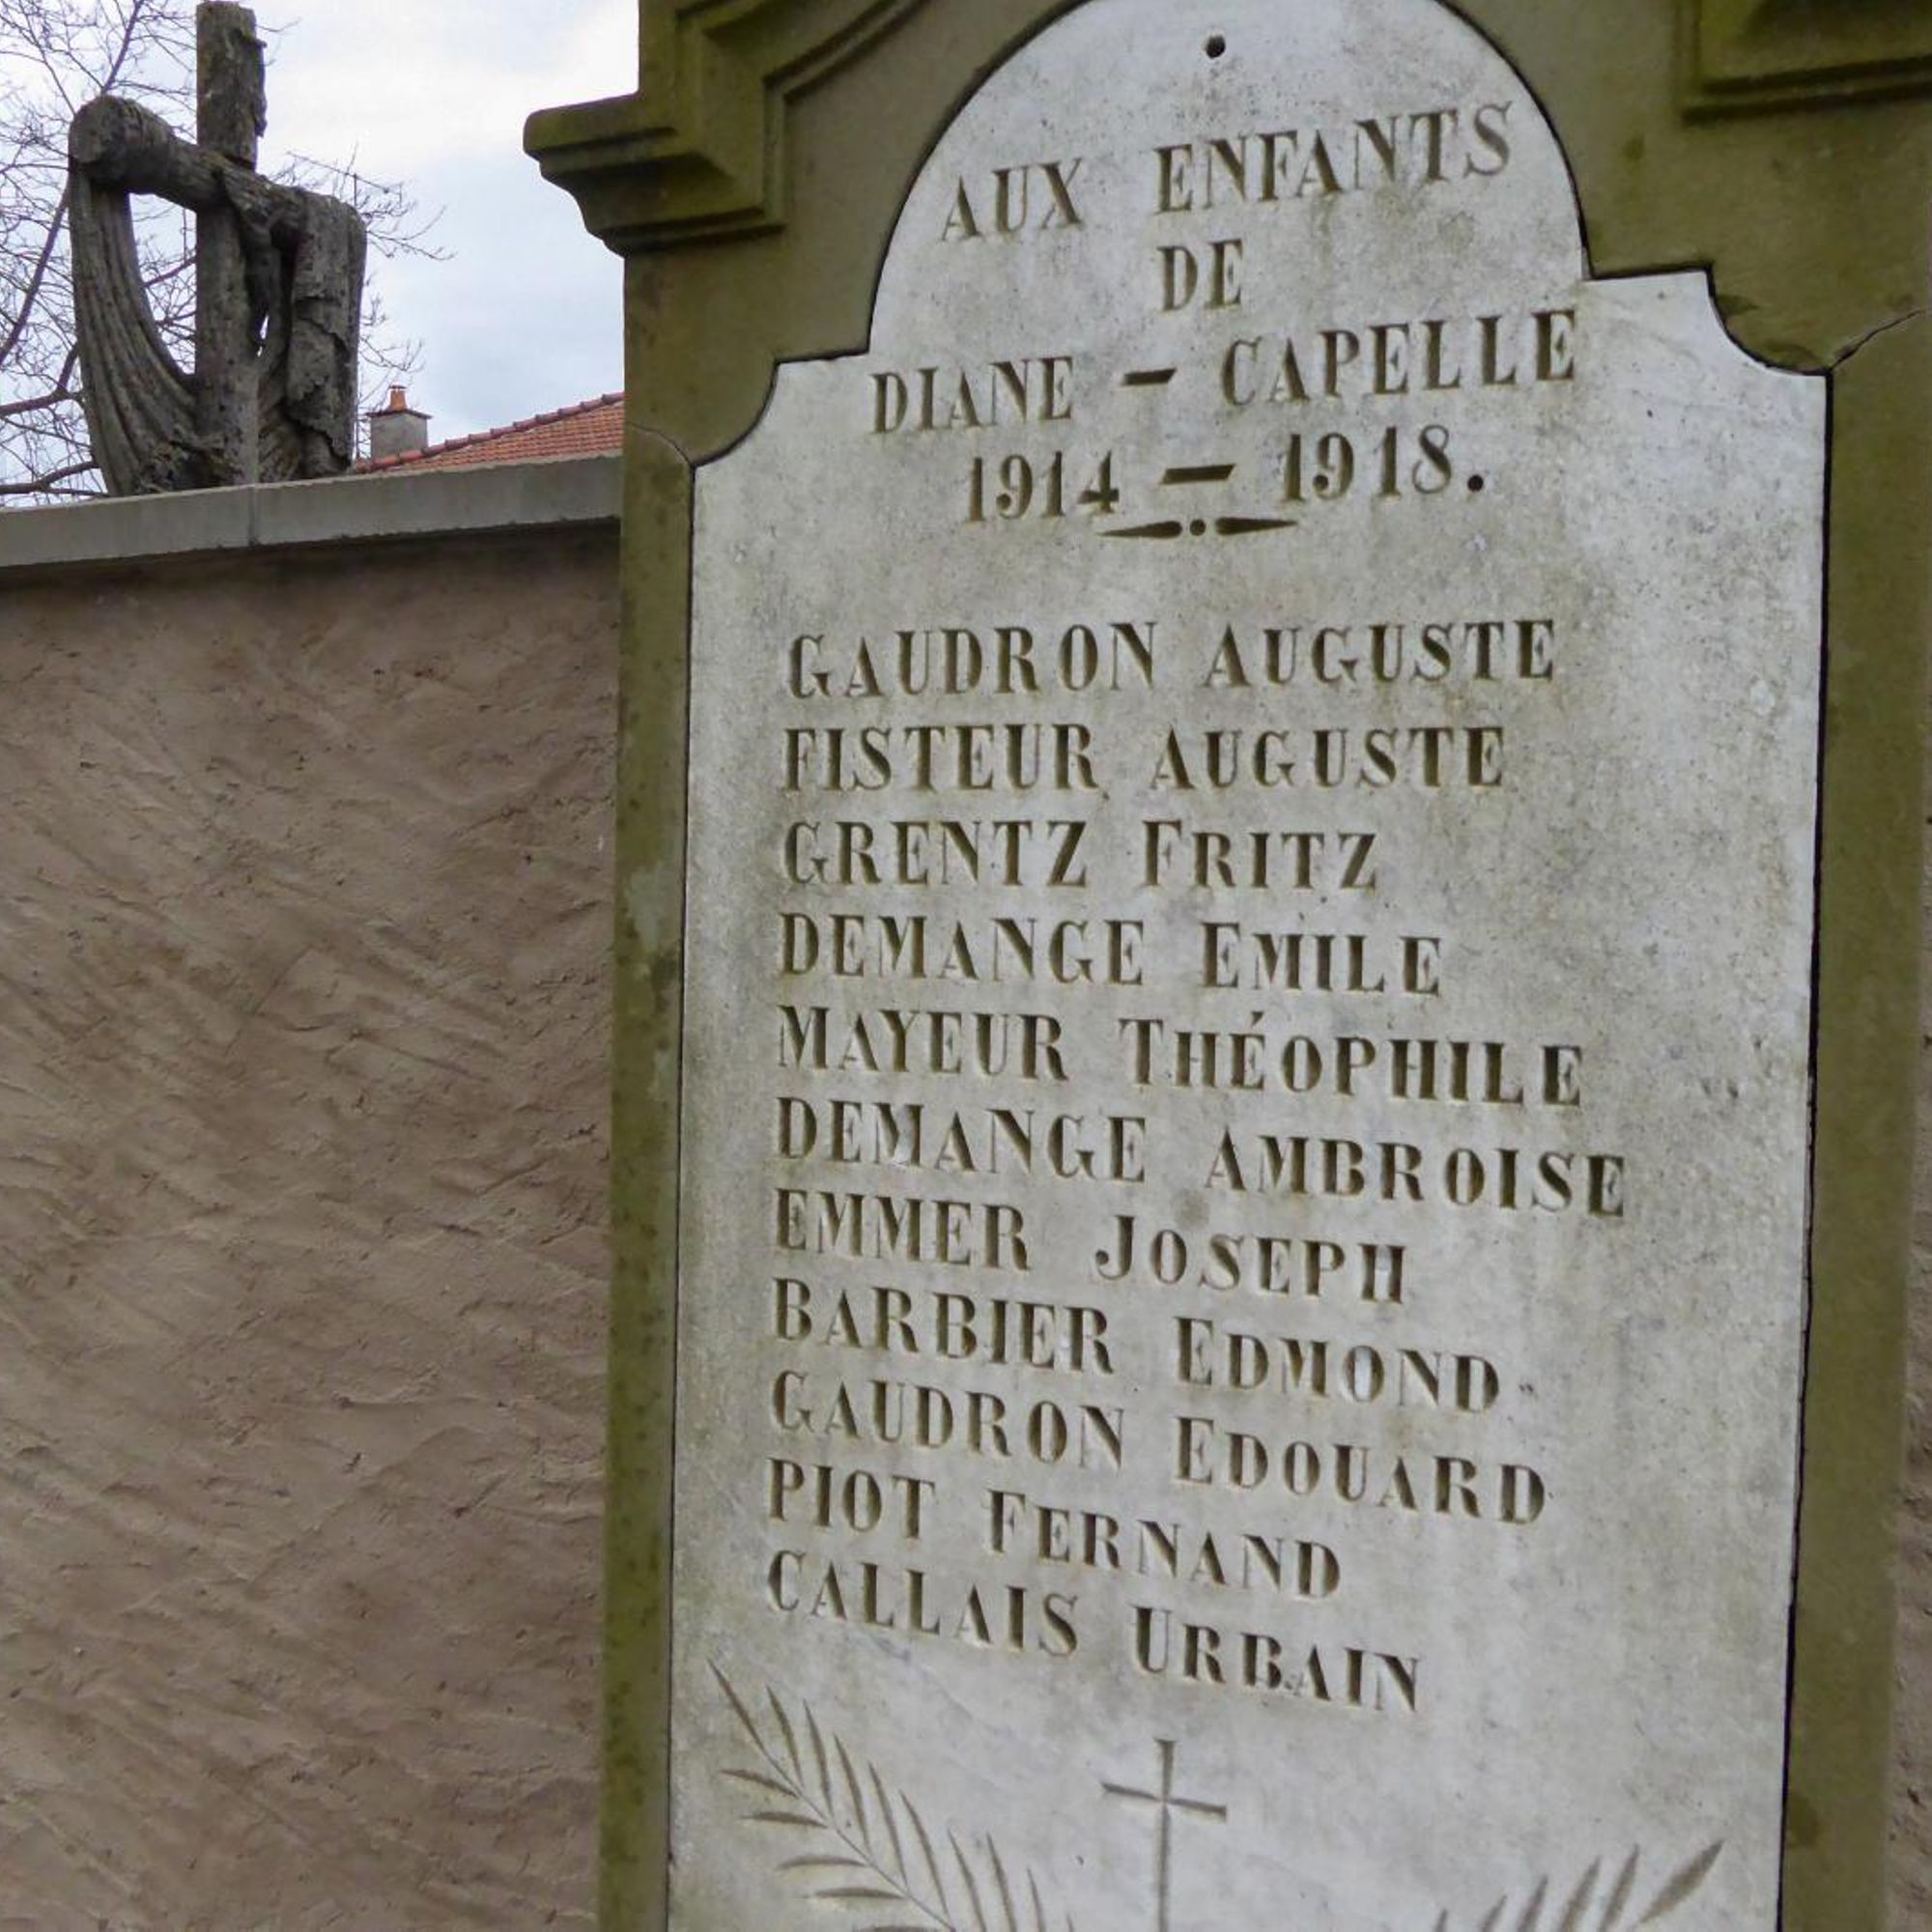 AUX ENFANTS
DE
DIANE - CAPELLE
1914 - 1918.
GAUDRON AUGUSTE
FISTEUR AUGUSTE
GRENTZ FRITZ
DEMANGE EMILE
MAYEUR THÉOPHILE
DEMANGE AMBROISE
EMMER JOSEPH
BARBIER EDMOND
GAUDRON EDOUARD
PIOT FERNAND
CALLAIS URBAIN